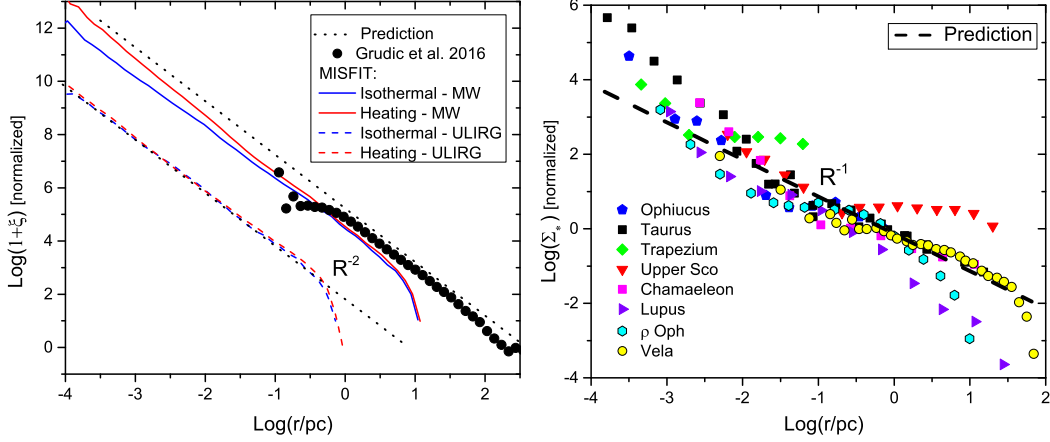 Log(1+ξ) [normalized]
12
10
8
6
4
2
0
-4
-3
-2
-1
0
1
2
Log(r/pc)
Prediction
Grudic et al. 2016
MISFIT:
Isothermal - MW
Heating - MW
Isothermal - ULIRG
Heating - ULIRG
R-2
Log(Σ*) [normalized]
6
4
2
0
-2
-4
-4
-3
-2
-1
0
1
2
Log(r/pc)
Prediction
R-1
Ophiucus
Taurus
Trapezium
Upper Sco
Chamaeleon
Lupus
ρ Oph
Vela